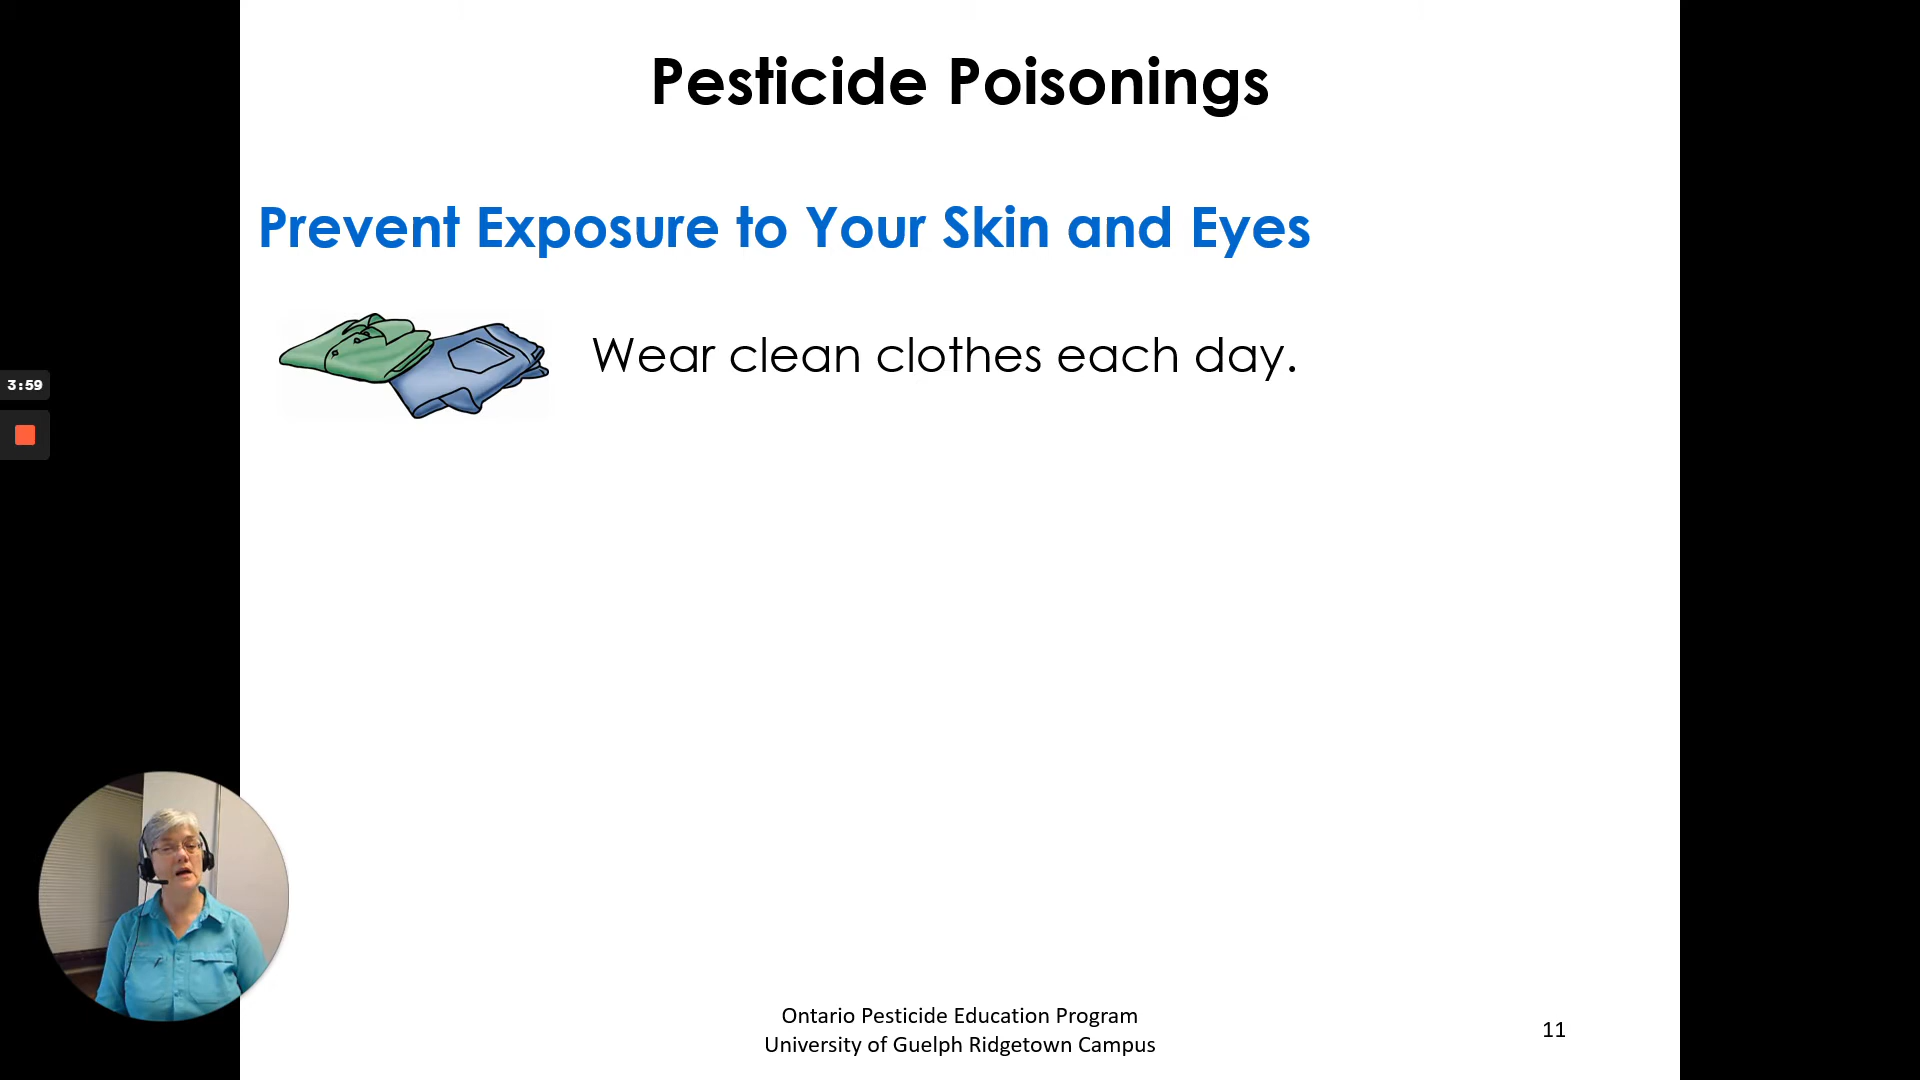 Pesticide Poisonings
Prevent Exposure to Your Skin and Eyes
Wear clean clothes each day.
3:59
Ontario Pesticide Education Program
University of Guelph Ridgetown Campus
11